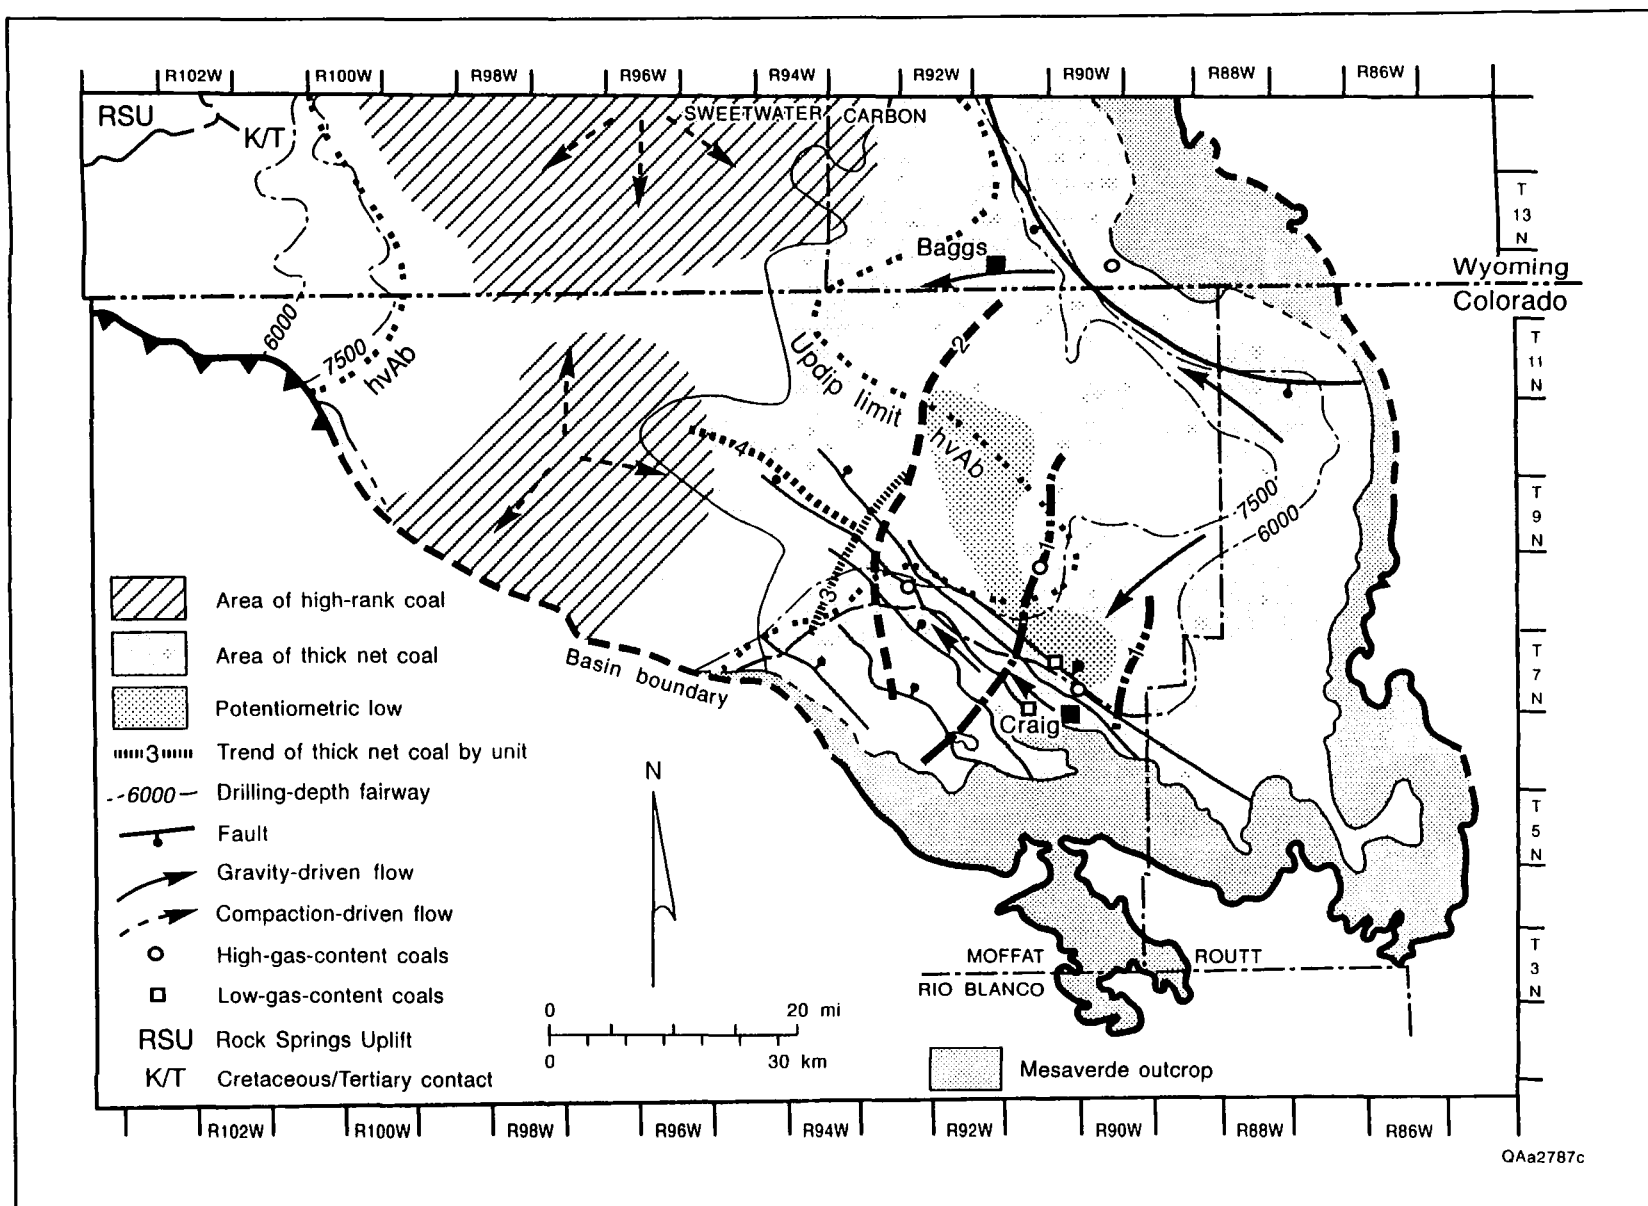 R102W R100W R98W R96W R94W R92W R90W R88W R86W
RSU
K/T
SWEETWATER CARBON
T
13
N
Baggs
Wyoming
Colorado
6000
7500
hvAb
Updip limit
hvAb
2
T
11
N
4
7500
6000
T
9
N
1
3
1
T
7
N
Basin boundary
Craig
Area of high-rank coal
Area of thick net coal
Potentiometric low
3 Trend of thick net coal by unit
6000 Drilling-depth fairway
Fault
Gravity-driven flow
Compaction-driven flow
High-gas-content coals
Low-gas-content coals
RSU Rock Springs Uplift
K/T Cretaceous/Tertiary contact
N
T
5
N
MOFFAT ROUTT
RIO BLANCO
T
3
N
0 20 mi
0 30 km
Mesaverde outcrop
R102W R100W R98W R96W R94W R92W R90W R88W R86W
QAa2787c